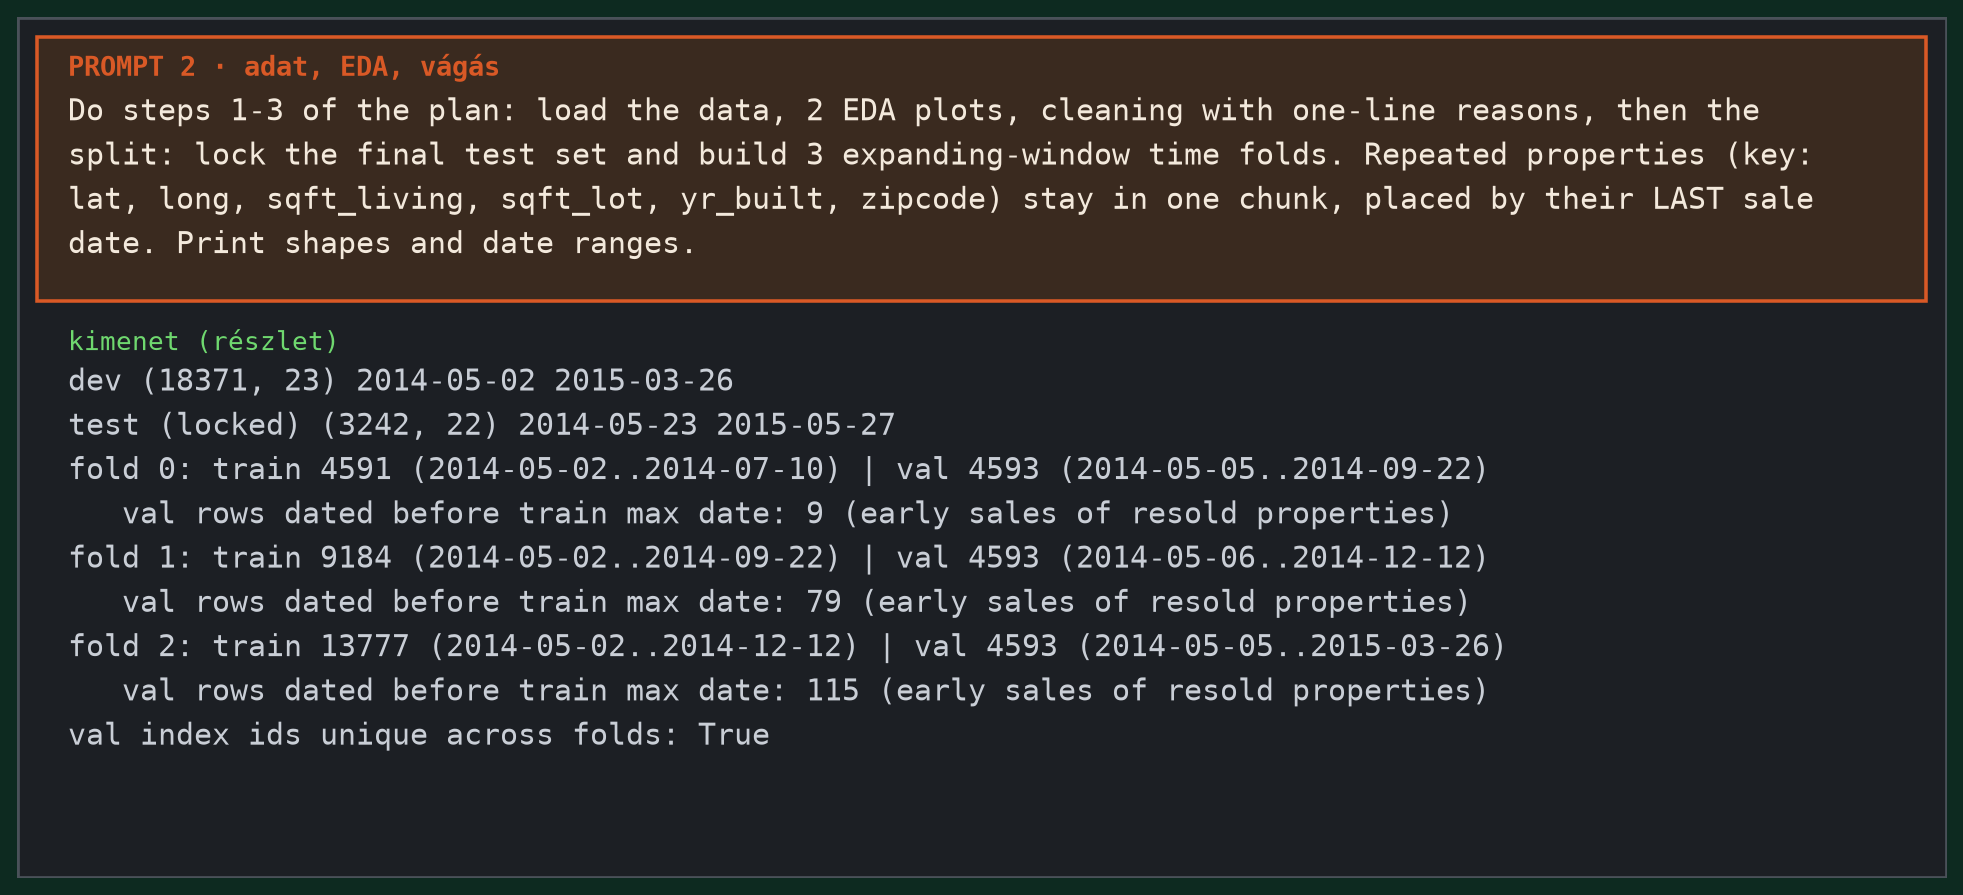 PROMPT 2 · adat, EDA, vágás
Do steps 1-3 of the plan: load the data, 2 EDA plots, cleaning with one-line reasons, then the
split: lock the final test set and build 3 expanding-window time folds. Repeated properties (key:
lat, long, sqft_living, sqft_lot, yr_built, zipcode) stay in one chunk, placed by their LAST sale
date. Print shapes and date ranges.
kimenet (részlet)
dev (18371, 23) 2014-05-02 2015-03-26
test (locked) (3242, 22) 2014-05-23 2015-05-27
fold 0: train 4591 (2014-05-02..2014-07-10) | val 4593 (2014-05-05..2014-09-22)
val rows dated before train max date: 9 (early sales of resold properties)
fold 1: train 9184 (2014-05-02..2014-09-22) | val 4593 (2014-05-06..2014-12-12)
val rows dated before train max date: 79 (early sales of resold properties)
fold 2: train 13777 (2014-05-02..2014-12-12) | val 4593 (2014-05-05..2015-03-26)
val rows dated before train max date: 115 (early sales of resold properties)
val index ids unique across folds: True